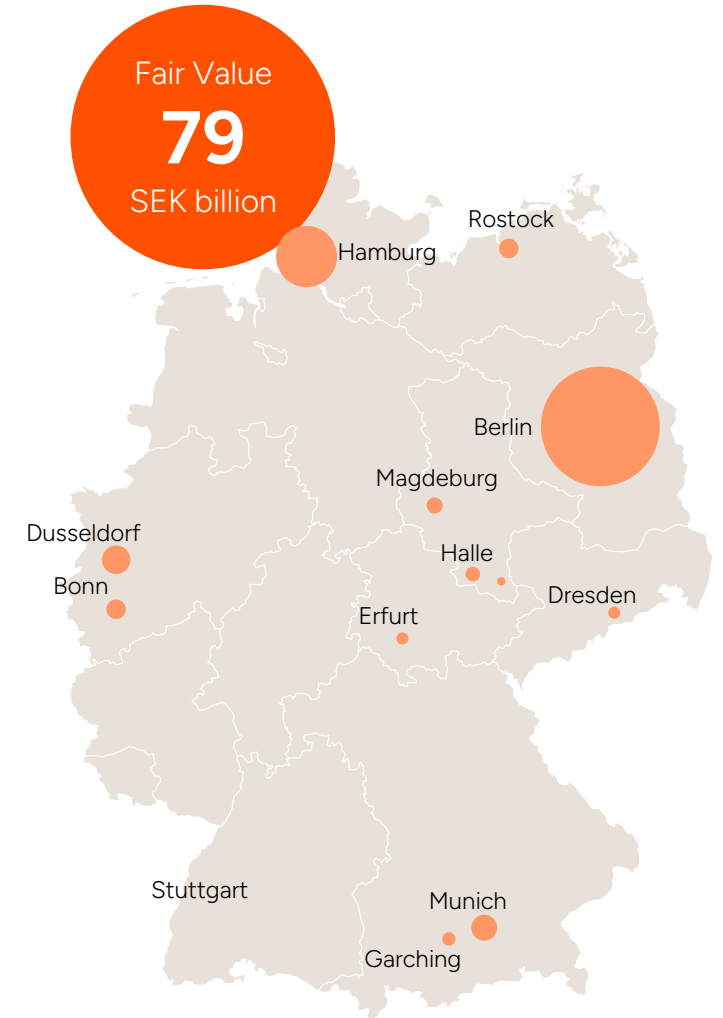 Fair Value
79
SEK billion
Rostock
Hamburg
Berlin
Magdeburg
Dusseldorf
Halle
Bonn
Dresden
Erfurt
Stuttgart
Munich
Garching